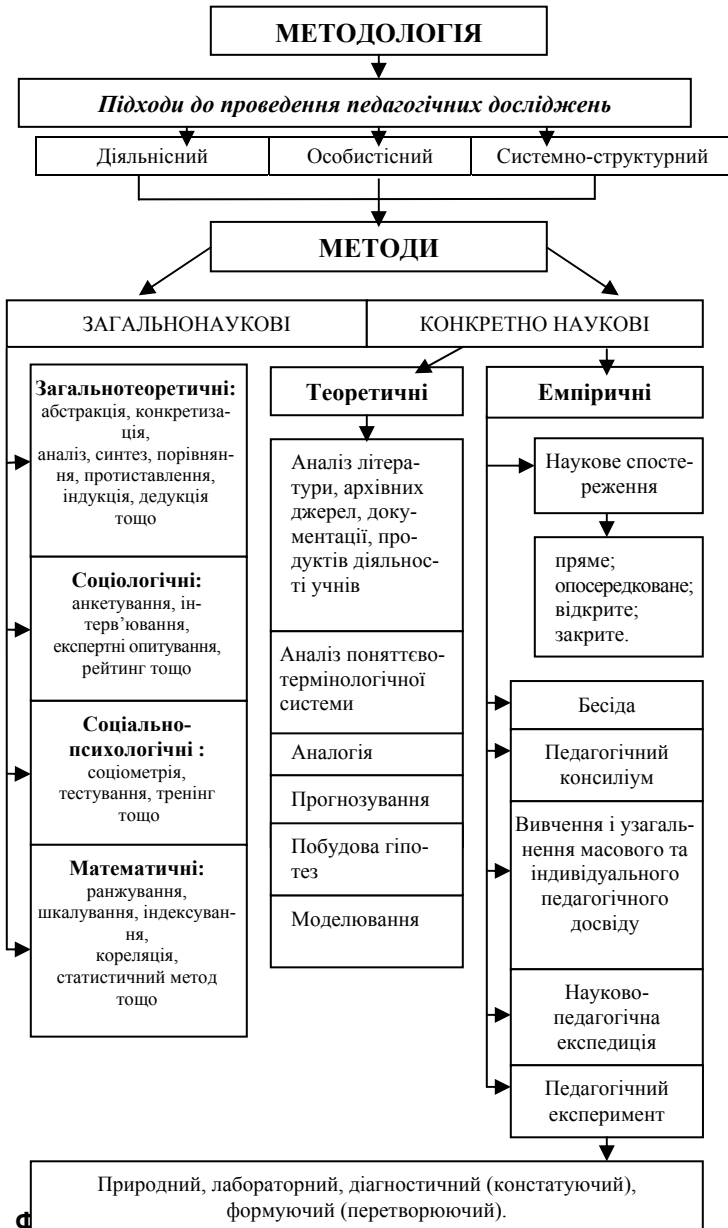 МЕТОДОЛОГІЯ
Підходи до проведення педагогічних досліджень
Діяльнісний
Особистісний
Системно-структурний
МЕТОДИ
ЗАГАЛЬНОНАУКОВІ
КОНКРЕТНО НАУКОВІ
Загальнотеоретичні:
абстракція, конкретиза-
ція,
аналіз, синтез, порівнян-
ня, протиставлення,
індукція, дедукція
тощо
Соціологічні:
анкетування, ін-
терв’ювання,
експертні опитування,
рейтинг тощо
Соціально-
психологічні :
соціометрія,
тестування, тренінг
тощо
Математичні:
ранжування,
шкалування, індексуван-
ня,
кореляція,
статистичний метод
тощо
Теоретичні
Аналіз літера-
тури, архівних
джерел, доку-
ментації, про-
дуктів діяльнос-
ті учнів
Аналіз поняттєво-
термінологічної
системи
Аналогія
Прогнозування
Побудова гіпо-
тез
Моделювання
Емпіричні
Наукове спосте-
реження
пряме;
опосередковане;
відкрите;
закрите.
Бесіда
Педагогічний
консиліум
Вивчення і узагаль-
нення масового та
індивідуального
педагогічного
досвіду
Науково-
педагогічна
експедиція
Педагогічний
експеримент
Природний, лабораторний, діагностичний (констатуючий),
формуючий (перетворюючий).